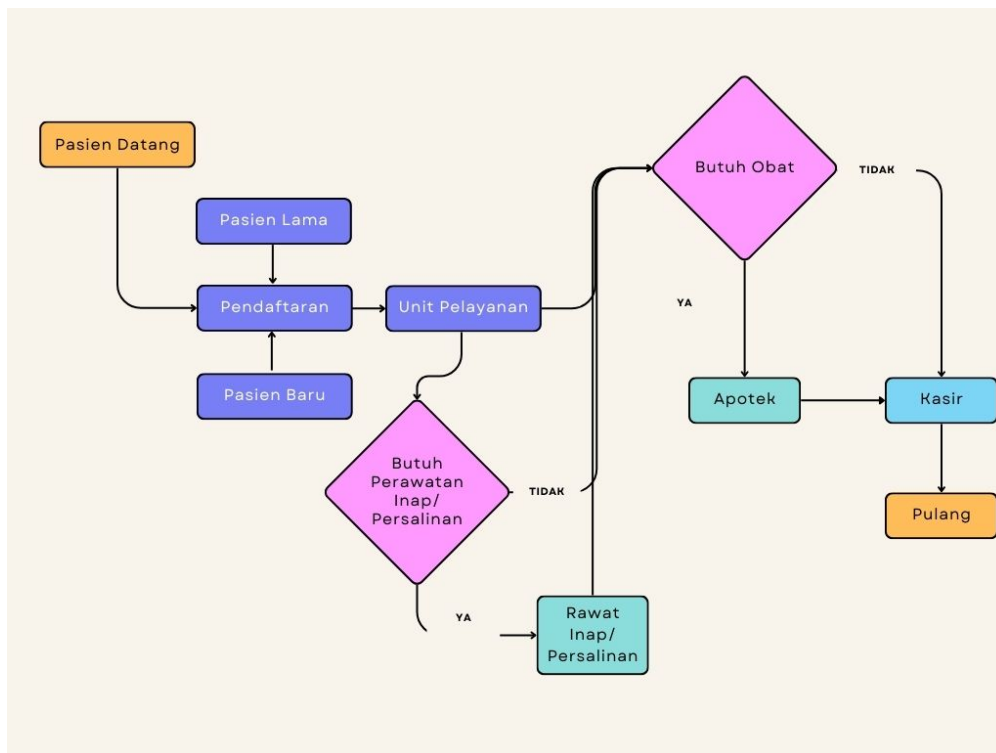 Pasien Datang
Pasien Lama
Pendaftaran
Pasien Baru
Unit Pelayanan
Butuh
Perawatan
Inap/
Persalinan
TIDAK
YA
Rawat
Inap/
Persalinan
Butuh Obat
TIDAK
YA
Apotek
Kasir
Pulang